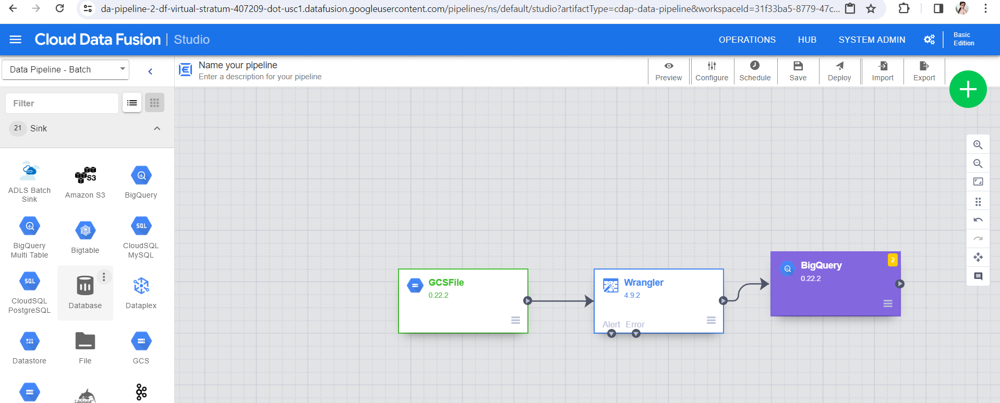 da-pipeline-2-df-virtual-stratum-407209-dot-usc1.datafusion.googleusercontent.com/pipelines/ns/default/studio?artifactType=cdap-data-pipeline&workspaceId=31f33ba5-8779-47c...
Cloud Data Fusion | Studio
OPERATIONS
HUB
SYSTEM ADMIN
Basic
Edition
Data Pipeline - Batch
Name your pipeline
Enter a description for your pipeline
Preview
Configure
Schedule
Save
Deploy
Import
Export
Filter
21 Sink
ADLS Batch
Sink
Amazon S3
BigQuery
BigQuery
Multi Table
Bigtable
CloudSQL
MySQL
CloudSQL
PostgreSQL
Database
Dataplex
Datastore
File
GCS
S3
SQL
SQL
GCSFile
0.22.2
Wrangler
4.9.2
Alert Error
BigQuery
0.22.2
2